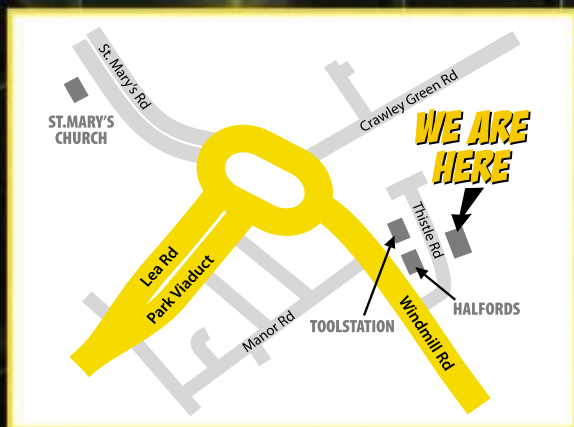 St. Mary's Rd
ST.MARY'S
CHURCH
Crawley Green Rd
WE ARE
HERE
Thistle Rd
Lea Rd
Park Viaduct
Manor Rd
TOOLSTATION
HALFORDS
Windmill Rd